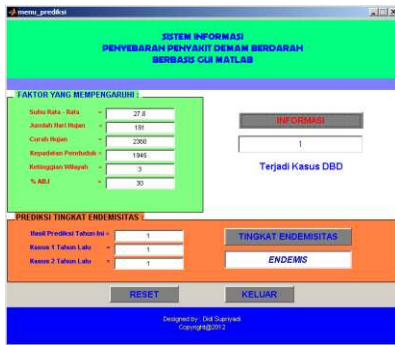 menu_prediksi
SISTEM INFORMASI
PENYEBARAN PENYAKIT DEMAM BERDARAH
BERBASIS GUI MATLAB
FAKTOR YANG MEMPENGARUHI :
Suhu Rata - Rata = 27.8
Jumlah Hari Hujan = 181
Curah Hujan = 2368
Kepadatan Penduduk = 1945
Ketinggian Wilayah = 3
% ABJ = 30
INFORMASI
1
Terjadi Kasus DBD
PREDIKSI TINGKAT ENDEMISITAS :
Hasil Prediksi Tahun Ini = 1
Kasus 1 Tahun Lalu = 1
Kasus 2 Tahun Lalu = 1
TINGKAT ENDEMISITAS
ENDEMIS
RESET
KELUAR
Designed by : Didi Supriyadi
Copyright@2012